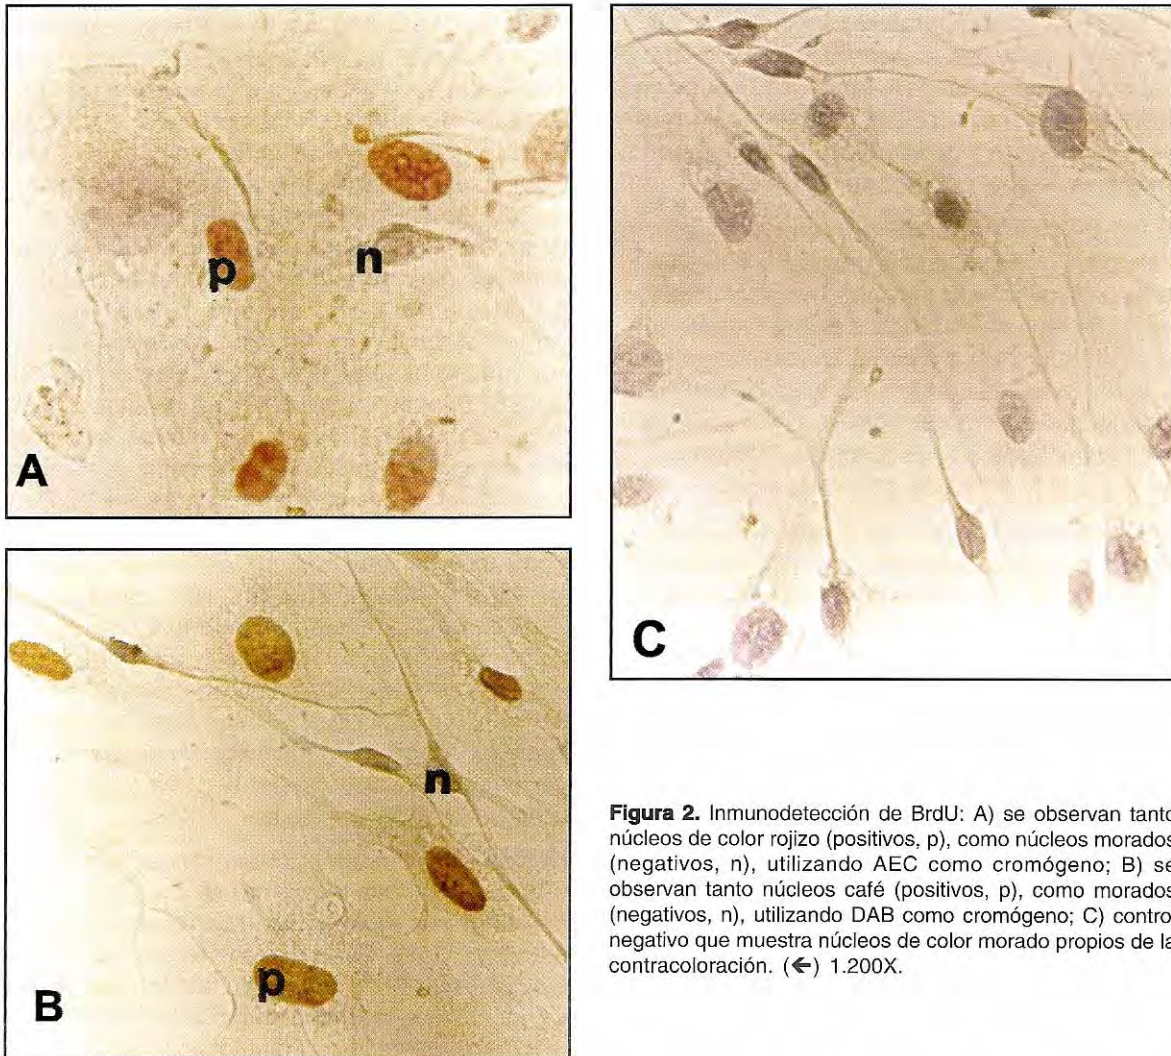 A
p
n
B
n
p
C
Figura 2. Inmunodetección de BrdU: A) se observan tanto
núcleos de color rojizo (positivos, p), como núcleos morados
(negativos, n), utilizando AEC como cromógeno; B) se
observan tanto núcleos café (positivos, p), como morados
(negativos, n), utilizando DAB como cromógeno; C) contro
negativo que muestra núcleos de color morado propios de la
contracoloración. (←) 1.200X.